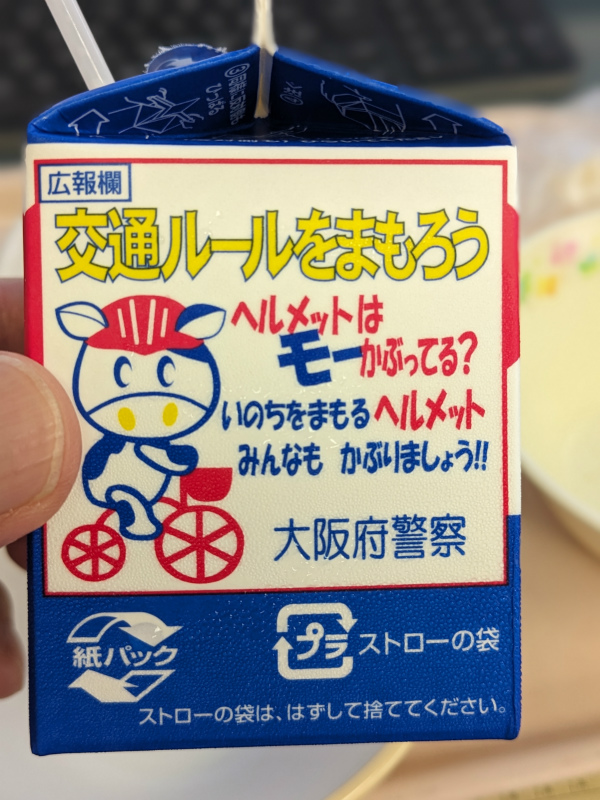 広報欄
交通ルールをまもろう
ヘルメットは
モーかぶってる?
いのちをまもるヘルメット
みんなも かぶりましょう!!
大阪府警察
紙パック
プラ ストローの袋
ストローの袋は、はずして捨ててください。